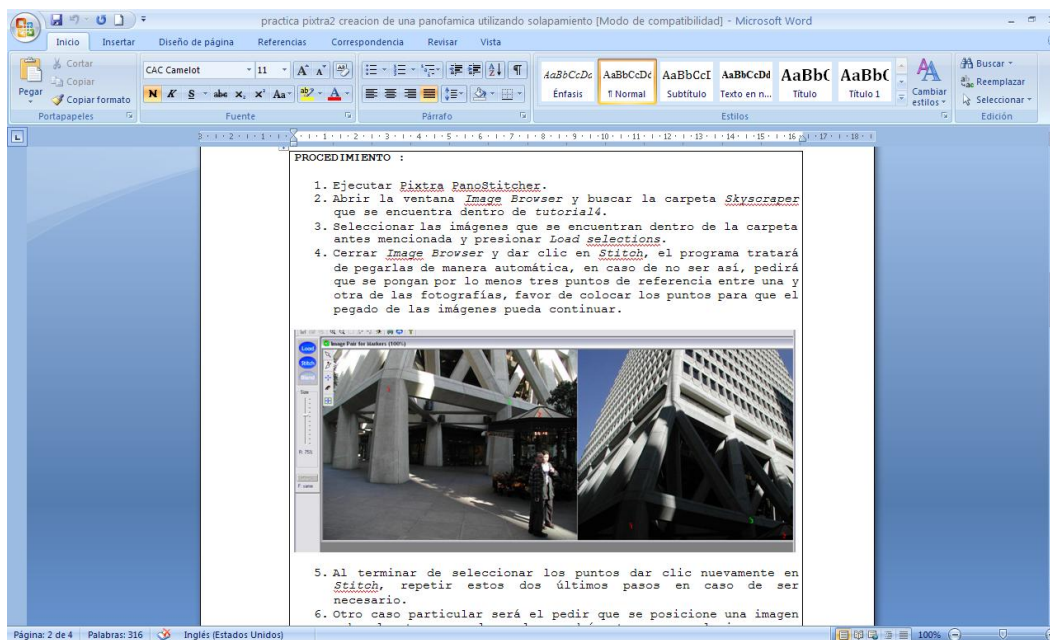 practica pixtra2 creacion de una panofamica utilizando solapamiento [Modo de compatibilidad] - Microsoft Word
Inicio Insertar Diseño de página Referencias Correspondencia Revisar Vista
Pegar
Cortar
Copiar
Copiar formato
Portapapeles
CAC Camelot 11
N K S abc x₂ x² Aa
Fuente
Párrafo
AaBbCcDc AaBbCcDc AaBbCcI AaBbCcDd AaBb( AaBb(
Énfasis ¶ Normal Subtítulo Texto en n... Título Título 1
Cambiar estilos
Estilos
Buscar
Reemplazar
Seleccionar
Edición
PROCEDIMIENTO :
1. Ejecutar Pixtra PanoStitcher.
2. Abrir la ventana Image Browser y buscar la carpeta Skyscraper
que se encuentra dentro de tutorial4.
3. Seleccionar las imágenes que se encuentran dentro de la carpeta
antes mencionada y presionar Load selections.
4. Cerrar Image Browser y dar clic en Stitch, el programa tratará
de pegarlas de manera automática, en caso de no ser así, pedirá
que se pongan por lo menos tres puntos de referencia entre una y
otra de las fotografías, favor de colocar los puntos para que el
pegado de las imágenes pueda continuar.
Image Pair for Markers (100%)
Load
Stitch
Size
5. Al terminar de seleccionar los puntos dar clic nuevamente en
Stitch, repetir estos dos últimos pasos en caso de ser
necesario.
6. Otro caso particular será el pedir que se posicione una imagen
Página: 2 de 4 Palabras: 316 Inglés (Estados Unidos) 100%